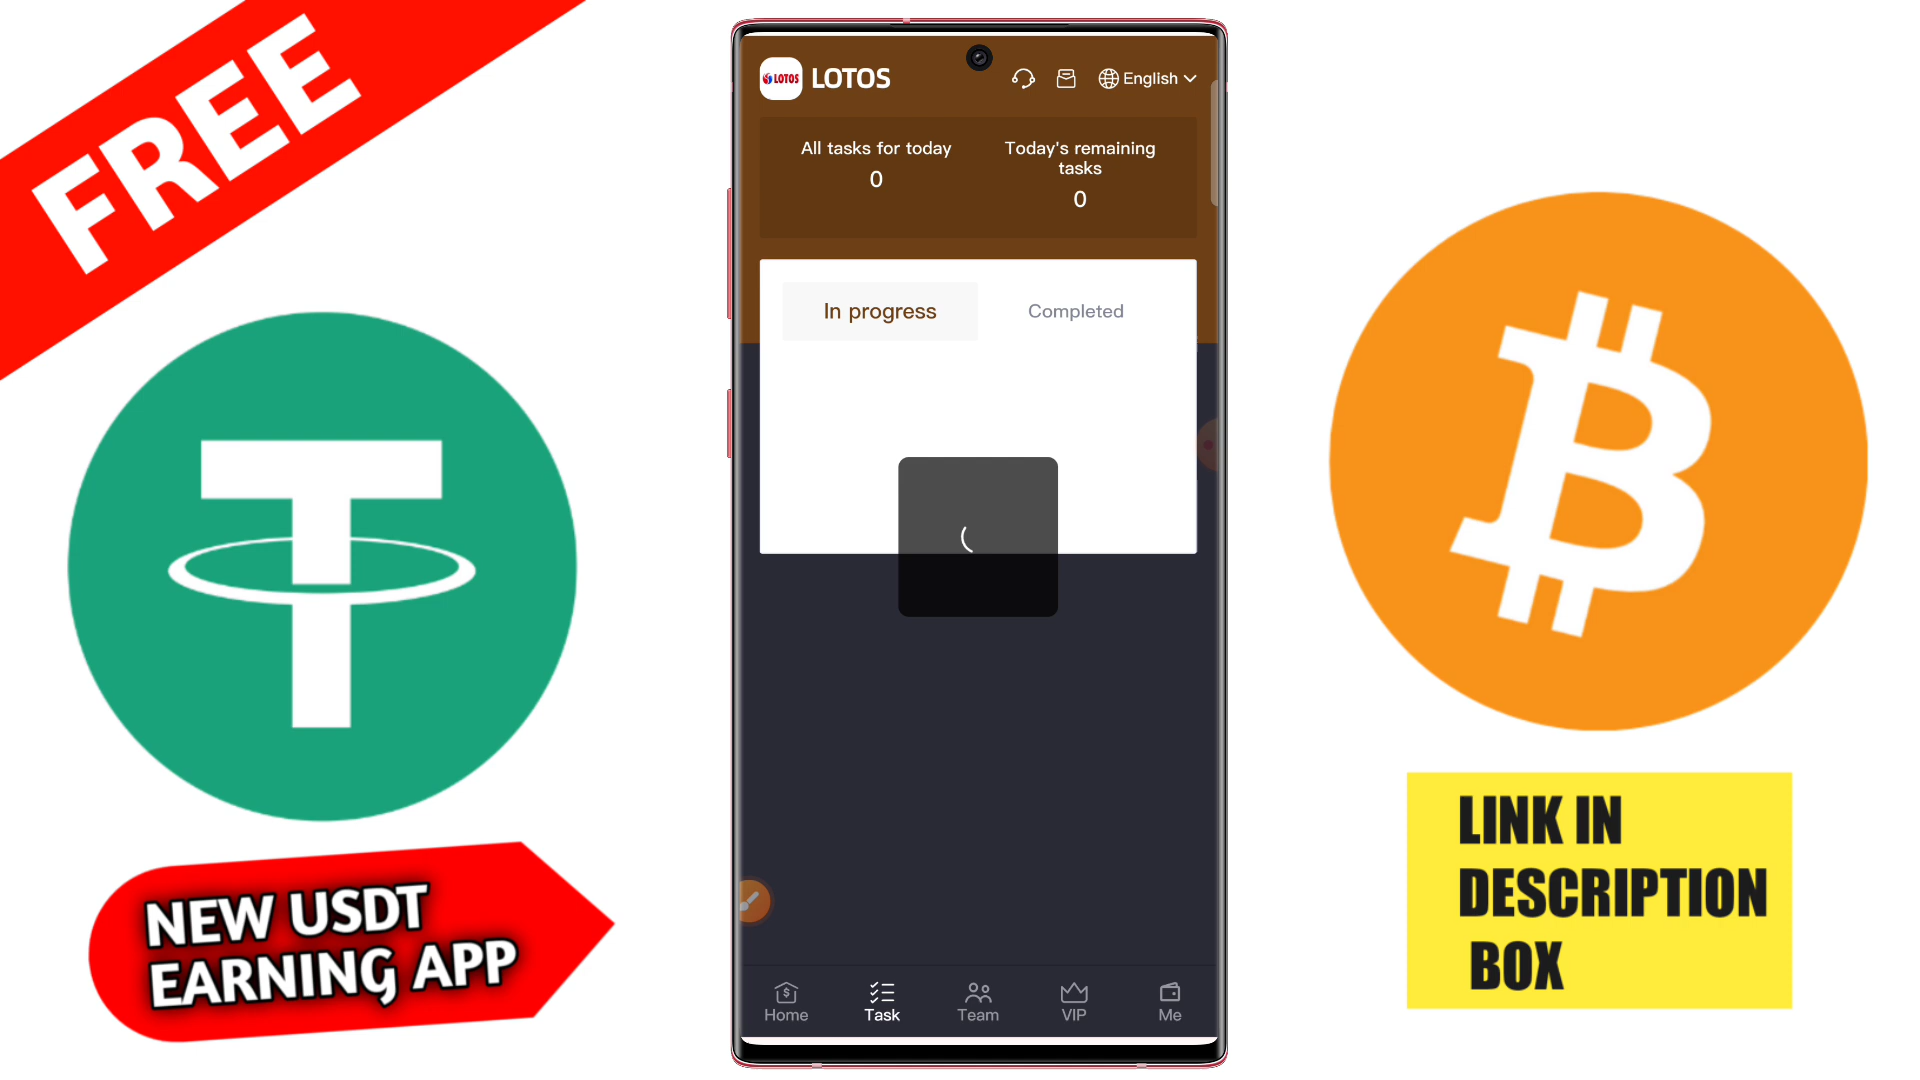 FREE
LOTOS
LOTOS
English
All tasks for today
0
Today's remaining
tasks
0
In progress
Completed
Home
Task
Team
VIP
Me
NEW USDT
EARNING APP
LINK IN
DESCRIPTION
BOX